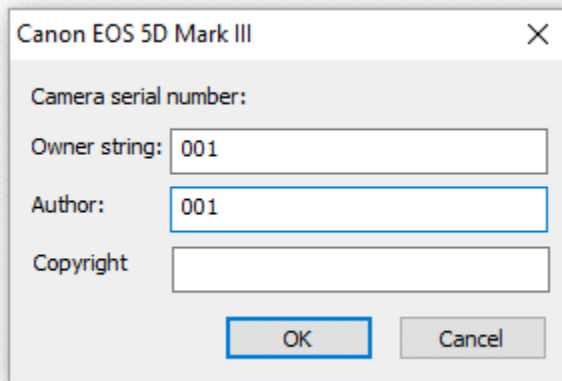 Canon EOS 5D Mark III
Camera serial number:
Owner string: 001
Author: 001
Copyright
OK Cancel